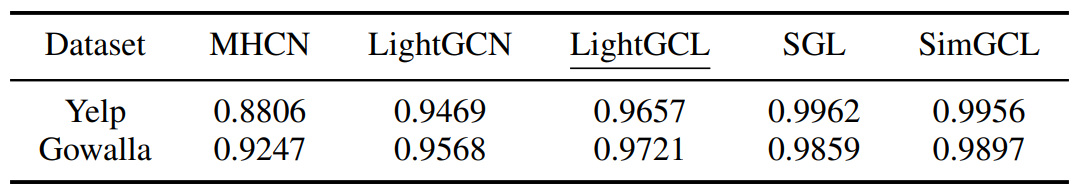 Dataset MHCN LightGCN LightGCL SGL SimGCL
Yelp 0.8806 0.9469 0.9657 0.9962 0.9956
Gowalla 0.9247 0.9568 0.9721 0.9859 0.9897